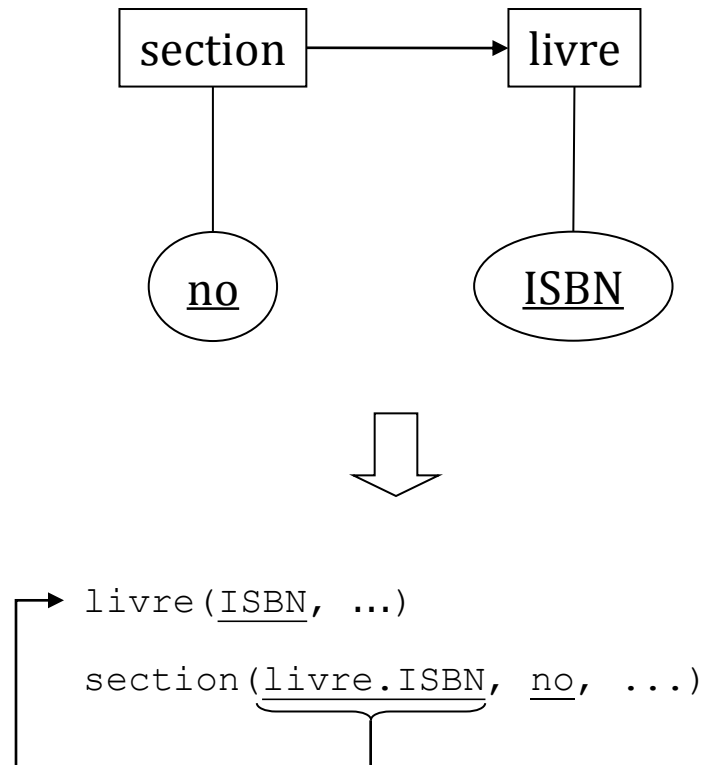 section livre
no ISBN
livre(ISBN, …)
section(livre.ISBN, no, ...)